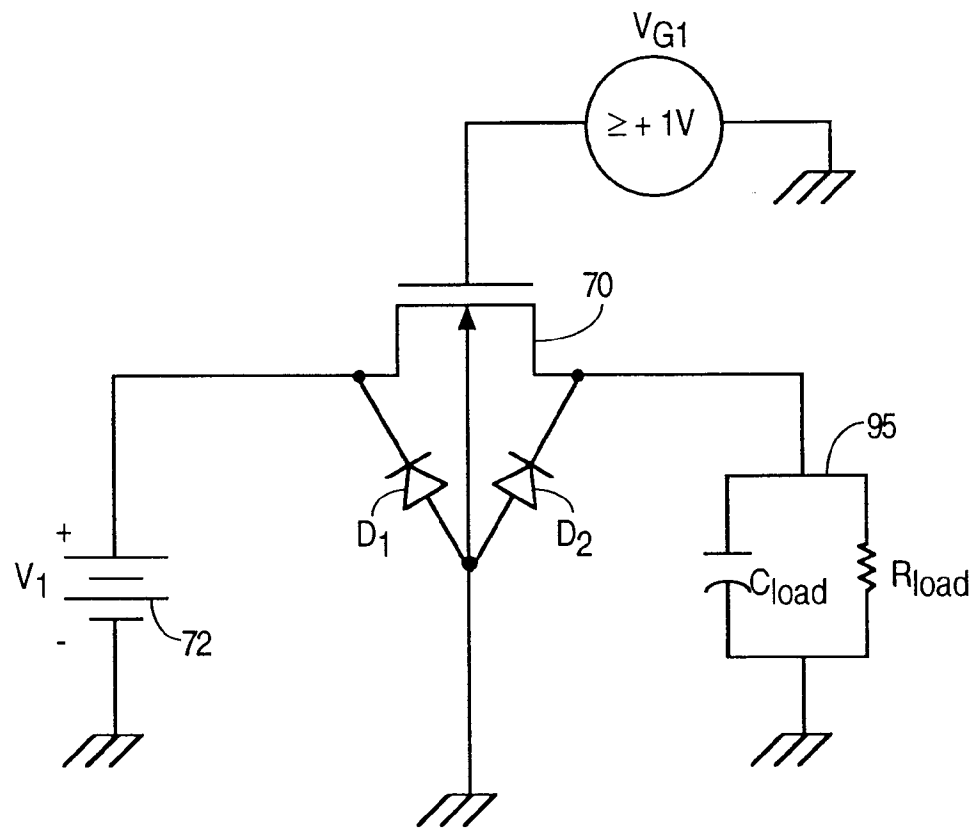 V_G1
≥ + 1V
70
95
D_1
D_2
+
V_1
-
72
C_load
R_load